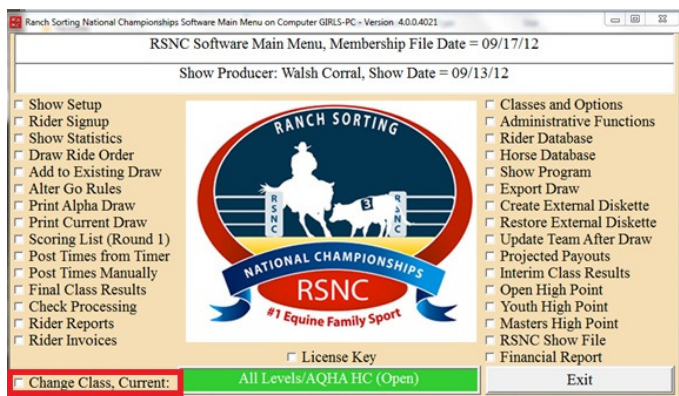 Ranch Sorting National Championships Software Main Menu on Computer GIRLS-PC - Version 4.0.0.4021
RSNC Software Main Menu, Membership File Date = 09/17/12
Show Producer: Walsh Corral, Show Date = 09/13/12
Show Setup
Rider Signup
Show Statistics
Draw Ride Order
Add to Existing Draw
Alter Go Rules
Print Alpha Draw
Print Current Draw
Scoring List (Round 1)
Post Times from Timer
Post Times Manually
Final Class Results
Check Processing
Rider Reports
Rider Invoices
Change Class, Current:
RANCH SORTING
RSNC
3
RSNC
NATIONAL CHAMPIONSHIPS
RSNC
#1 Equine Family Sport
License Key
All Levels/AQHA HC (Open)
Classes and Options
Administrative Functions
Rider Database
Horse Database
Show Program
Export Draw
Create External Diskette
Restore External Diskette
Update Team After Draw
Projected Payouts
Interim Class Results
Open High Point
Youth High Point
Masters High Point
RSNC Show File
Financial Report
Exit